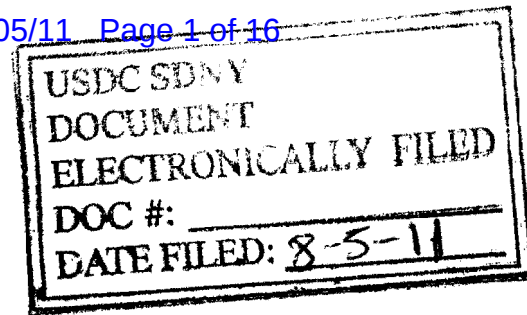 05/11 Page 1 of 16
USDC SDNY
DOCUMENT
ELECTRONICALLY FILED
DOC #:
DATE FILED: 8-5-11